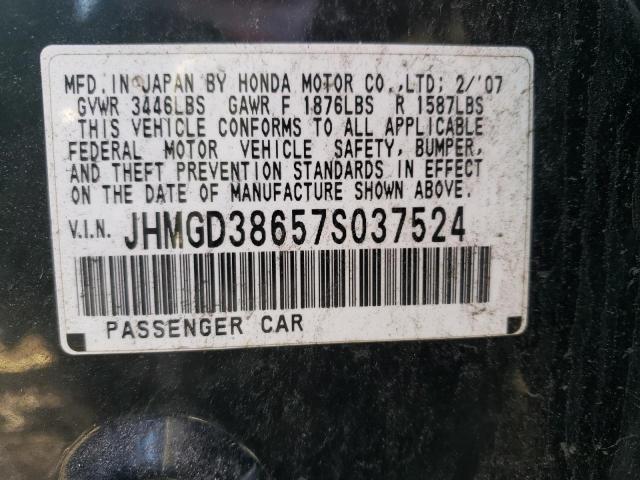 MFD. IN JAPAN BY HONDA MOTOR CO.,LTD; 2/'07
GVWR 3446LBS GAWR F 1876LBS R 1587LBS
THIS VEHICLE CONFORMS TO ALL APPLICABLE
FEDERAL MOTOR VEHICLE SAFETY, BUMPER,
AND THEFT PREVENTION STANDARDS IN EFFECT
ON THE DATE OF MANUFACTURE SHOWN ABOVE.
V.I.N. JHMGD38657S037524
PASSENGER CAR